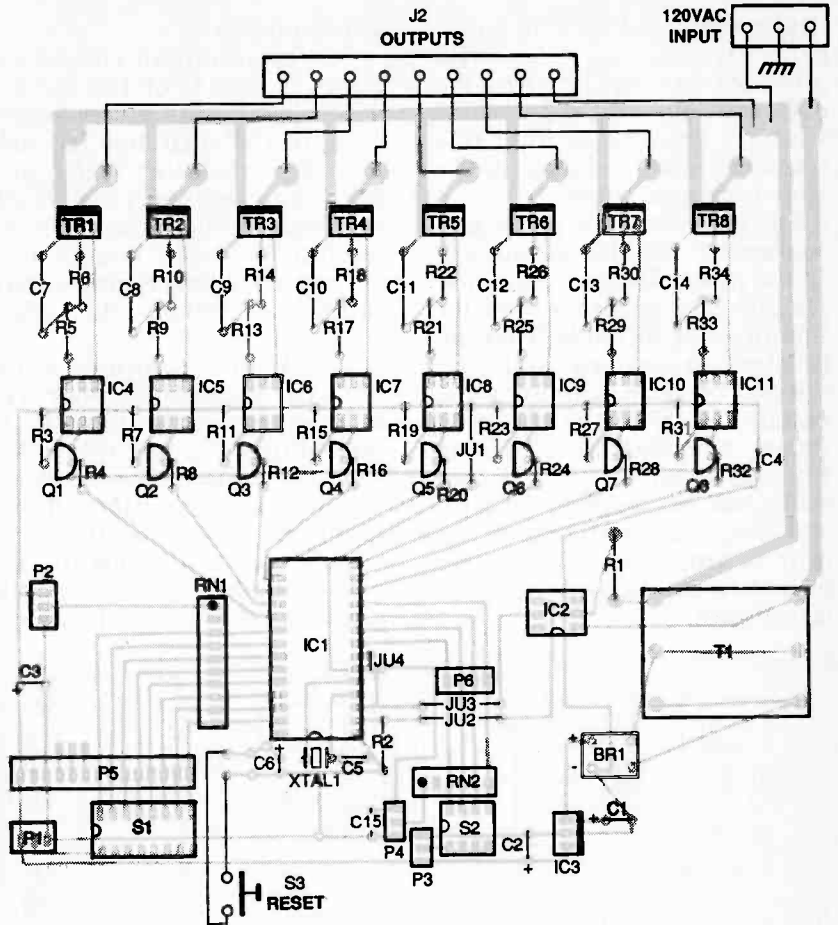 J2
OUTPUTS
120VAC
INPUT
TR1 TR2 TR3 TR4 TR5 TR6 TR7 TR8
C7 R6 C8 R10 C9 R14 C10 R18 C11 R22 C12 R26 C13 R30 C14 R34
R5 R9 R13 R17 R21 R25 R29 R33
IC4 IC5 IC6 IC7 IC8 IC9 IC10 IC11
R3 R7 R11 R15 R19 JU1 R23 R27 R31 C4
R4 R8 R12 R16 R20 R24 R28 R32
Q1 Q2 Q3 Q4 Q5 Q6 Q7 Q6
P2 RN1 IC1 IC2 R1
C3 JU4 P6 T1
+
JU3
JU2
R2
C6 C5
XTAL1
+ BR1
-
P5 RN2
P1 S1 C15 P4 S2 C2 IC3 + C1
P3 +
S3
RESET